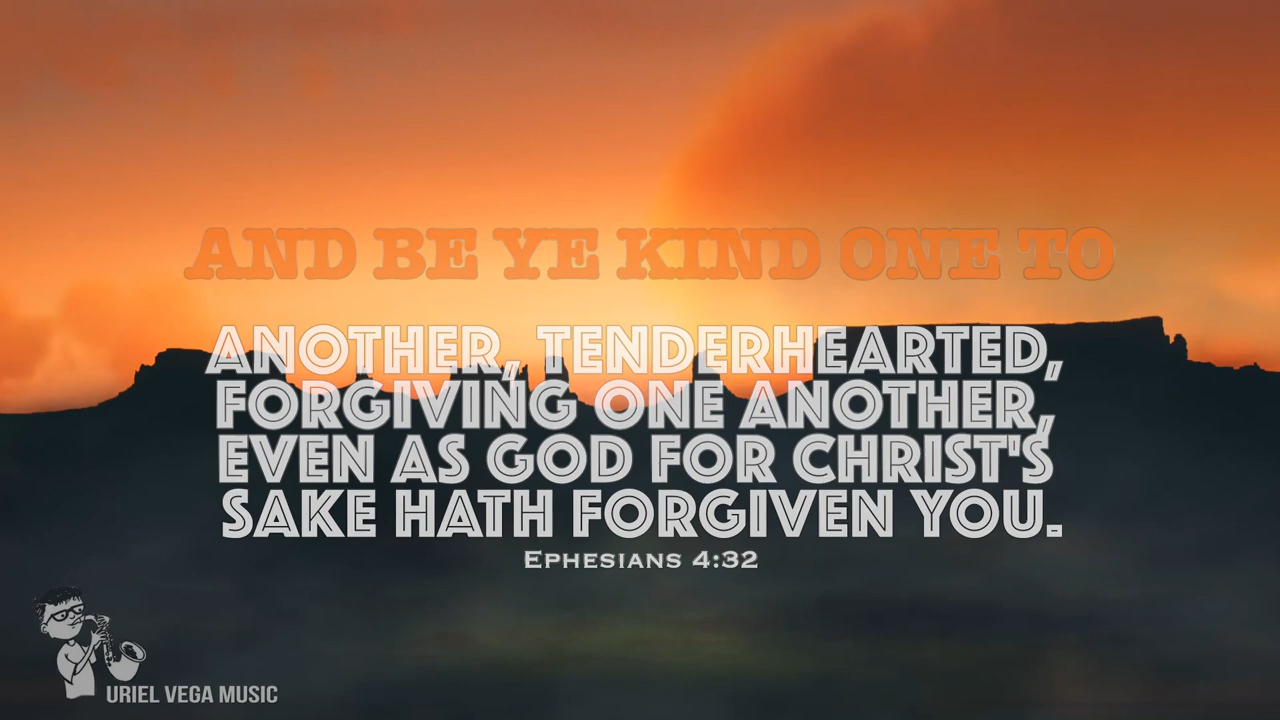 AND BE YE KIND ONE TO
ANOTHER, TENDERHEARTED,
FORGIVING ONE ANOTHER,
EVEN AS GOD FOR CHRIST'S
SAKE HATH FORGIVEN YOU.
EPHESIANS 4:32
URIEL VEGA MUSIC